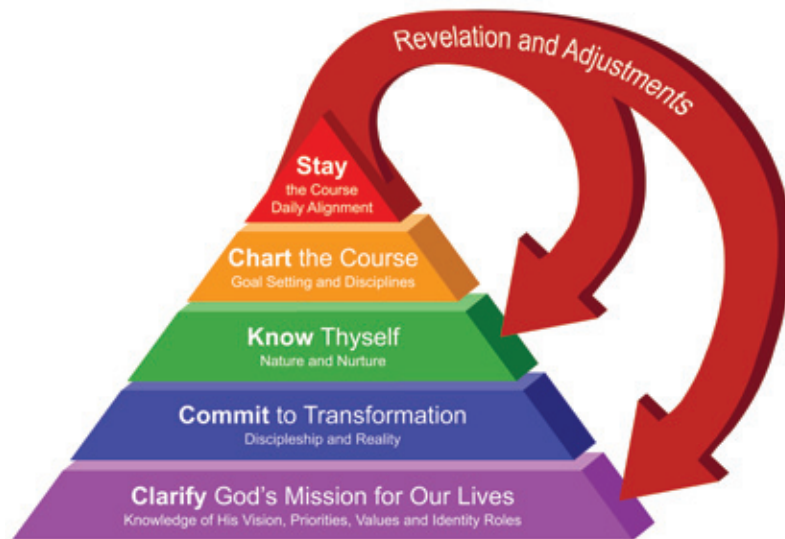 Revelation and Adjustments
Stay
the Course
Daily Alignment
Chart the Course
Goal Setting and Disciplines
Know Thyself
Nature and Nurture
Commit to Transformation
Discipleship and Reality
Clarify God's Mission for Our Lives
Knowledge of His Vision, Priorities, Values and Identity Roles